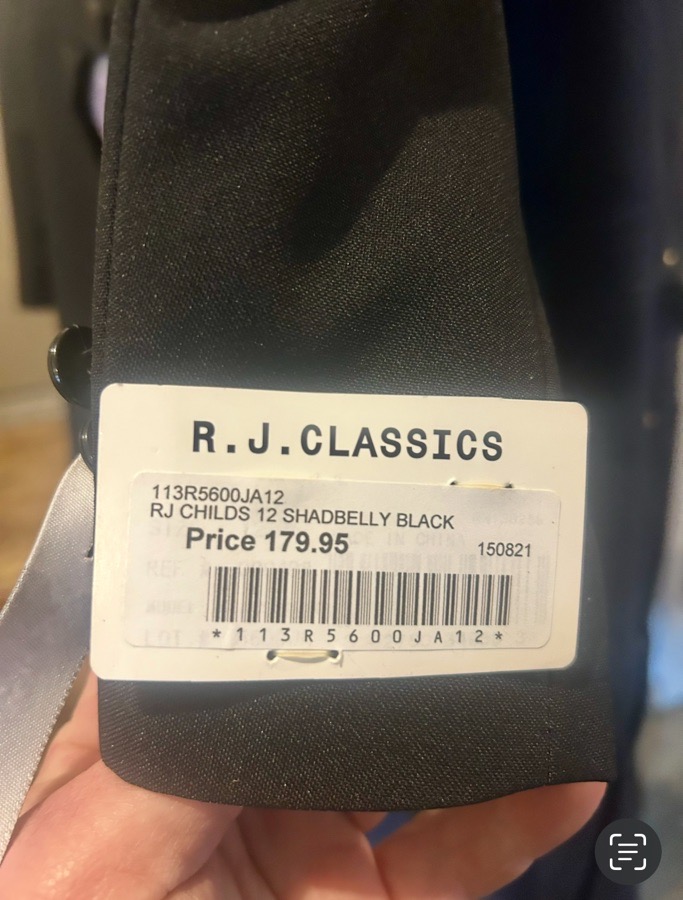 R.J.CLASSICS
113R5600JA12
RJ CHILDS 12 SHADBELLY BLACK
Price 179.95
150821
*113R5600JA12*